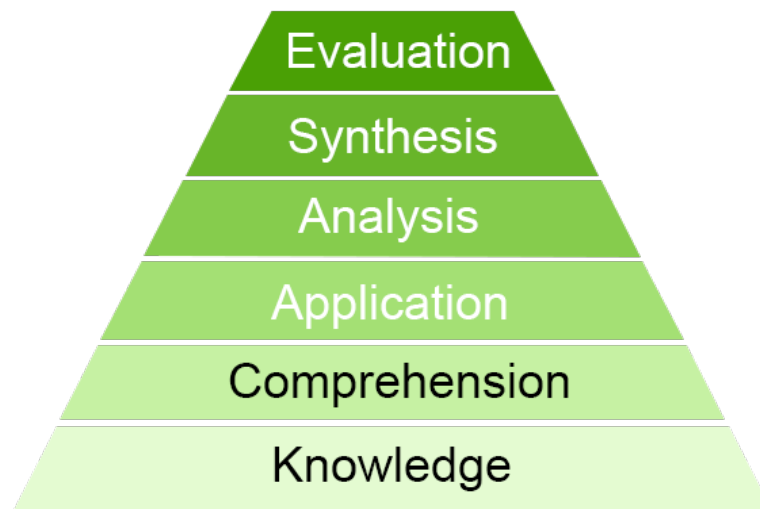 Evaluation
Synthesis
Analysis
Application
Comprehension
Knowledge